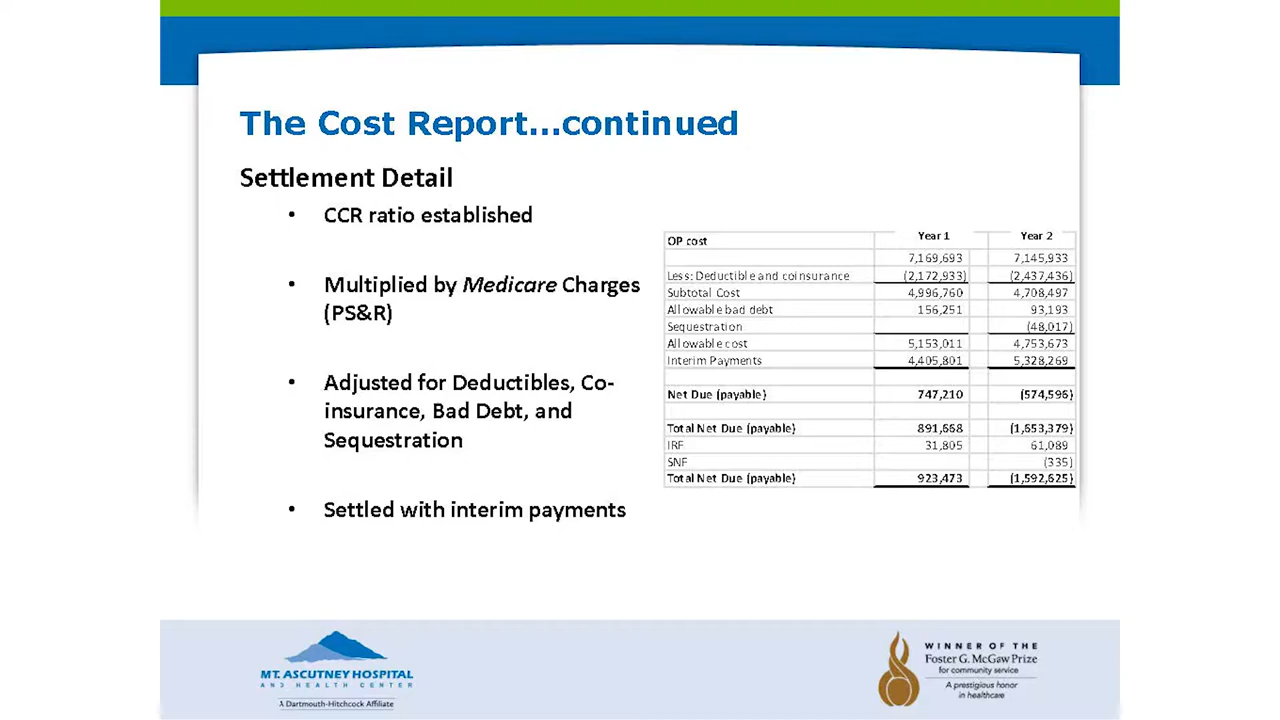 The Cost Report...continued
Settlement Detail
• CCR ratio established
• Multiplied by Medicare Charges
(PS&R)
• Adjusted for Deductibles, Co-
insurance, Bad Debt, and
Sequestration
• Settled with interim payments
OP cost Year 1 Year 2
7,169,693 7,145,933
Less: Deductible and coinsurance (2,172,933) (2,437,436)
Subtotal Cost 4,996,760 4,708,497
Allowable bad debt 156,251 93,193
Sequestration (48,017)
Allowable cost 5,153,011 4,753,673
Interim Payments 4,405,801 5,328,269
Net Due (payable) 747,210 (574,596)
Total Net Due (payable) 891,668 (1,653,379)
IRF 31,805 61,089
SNF (335)
Total Net Due (payable) 923,473 (1,592,625)
MT. ASCUTNEY HOSPITAL
AND HEALTH CENTER
A Dartmouth-Hitchcock Affiliate
WINNER OF THE
Foster G. McGaw Prize
for community service
A prestigious honor
in healthcare